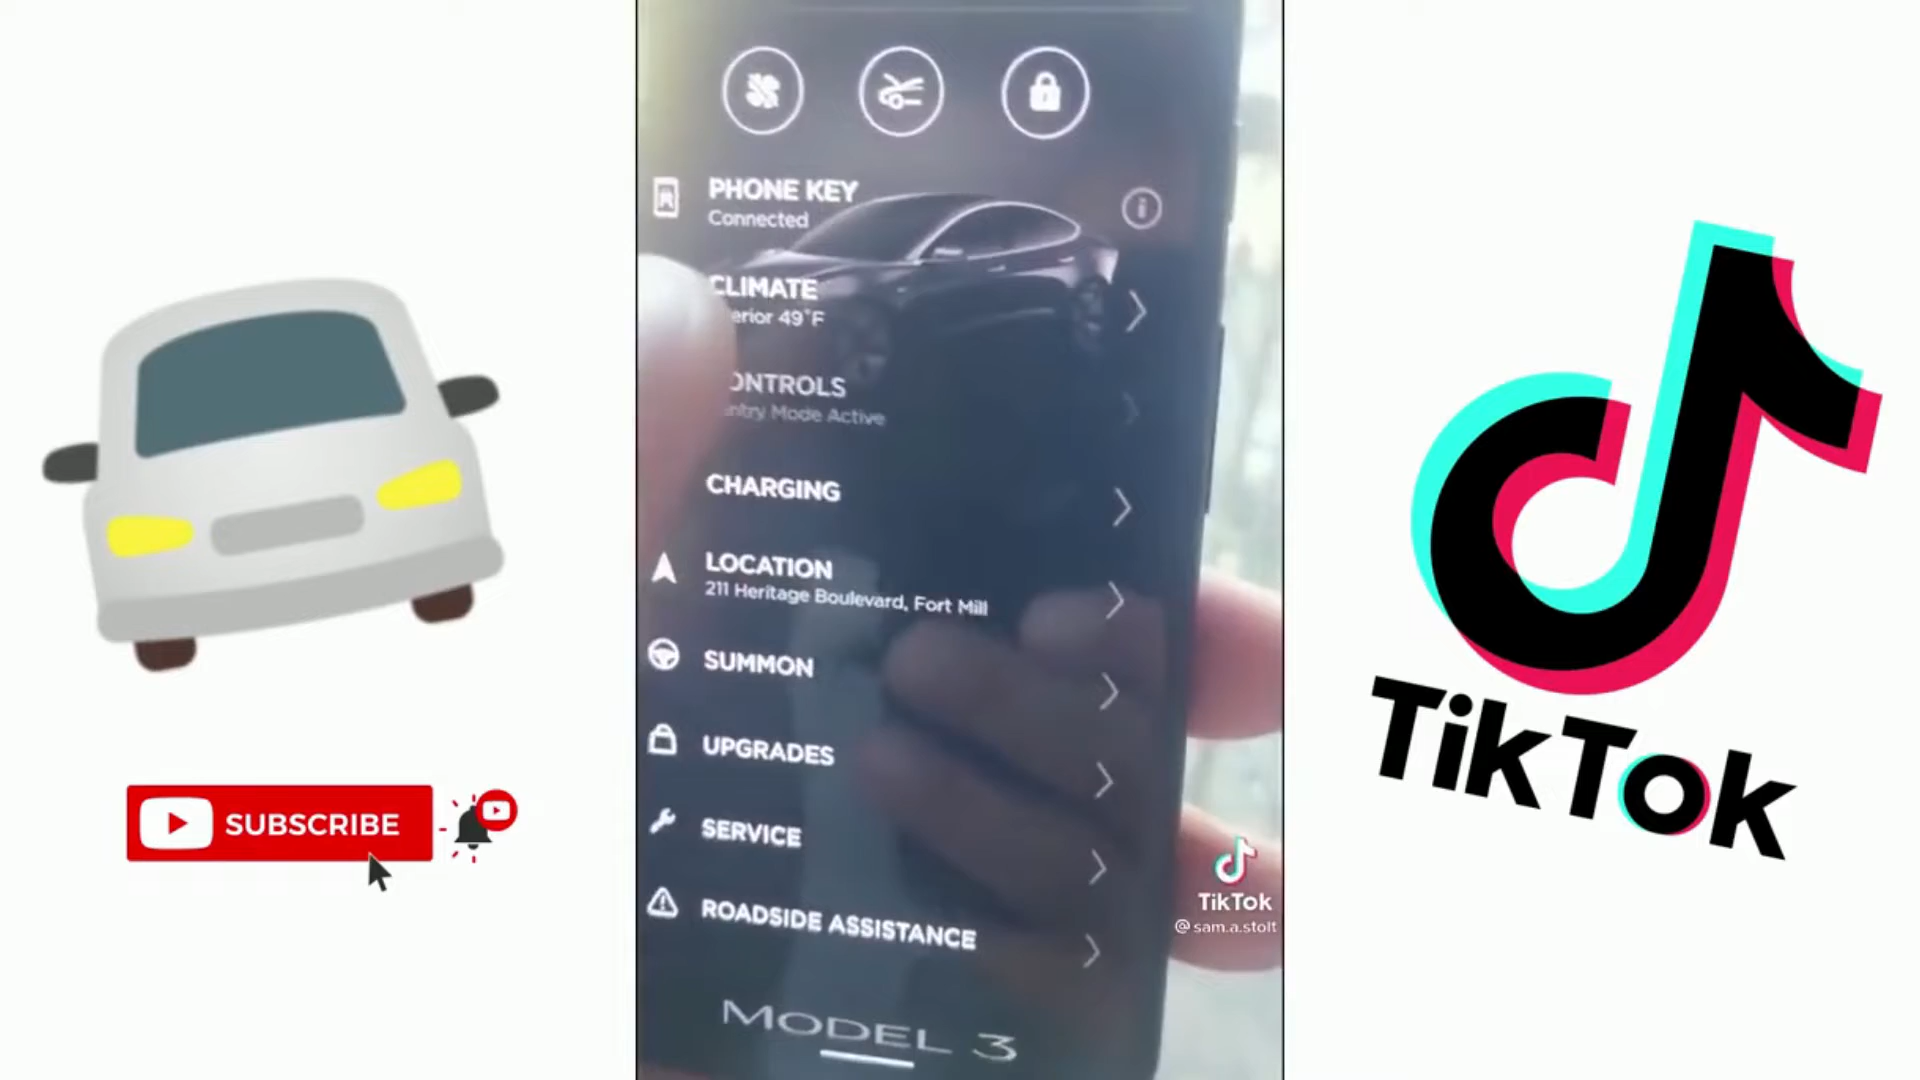 PHONE KEY
Connected
CLIMATE
erior 49°F
ONTROLS
ntry Mode Active
CHARGING
LOCATION
211 Heritage Boulevard, Fort Mill
SUMMON
UPGRADES
SERVICE
ROADSIDE ASSISTANCE
MODEL 3
SUBSCRIBE
TikTok
@sam.a.stolt
TikTok